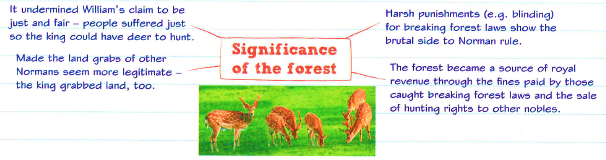 It undermined William's claim to be
just and fair – people suffered just
so the king could have deer to hunt.
Made the land grabs of other
Normans seem more legitimate –
the king grabbed land, too.
Significance
of the forest
Harsh punishments (e.g. blinding)
for breaking forest laws show the
brutal side to Norman rule.
The forest became a source of royal
revenue through the fines paid by those
caught breaking forest laws and the sale
of hunting rights to other nobles.